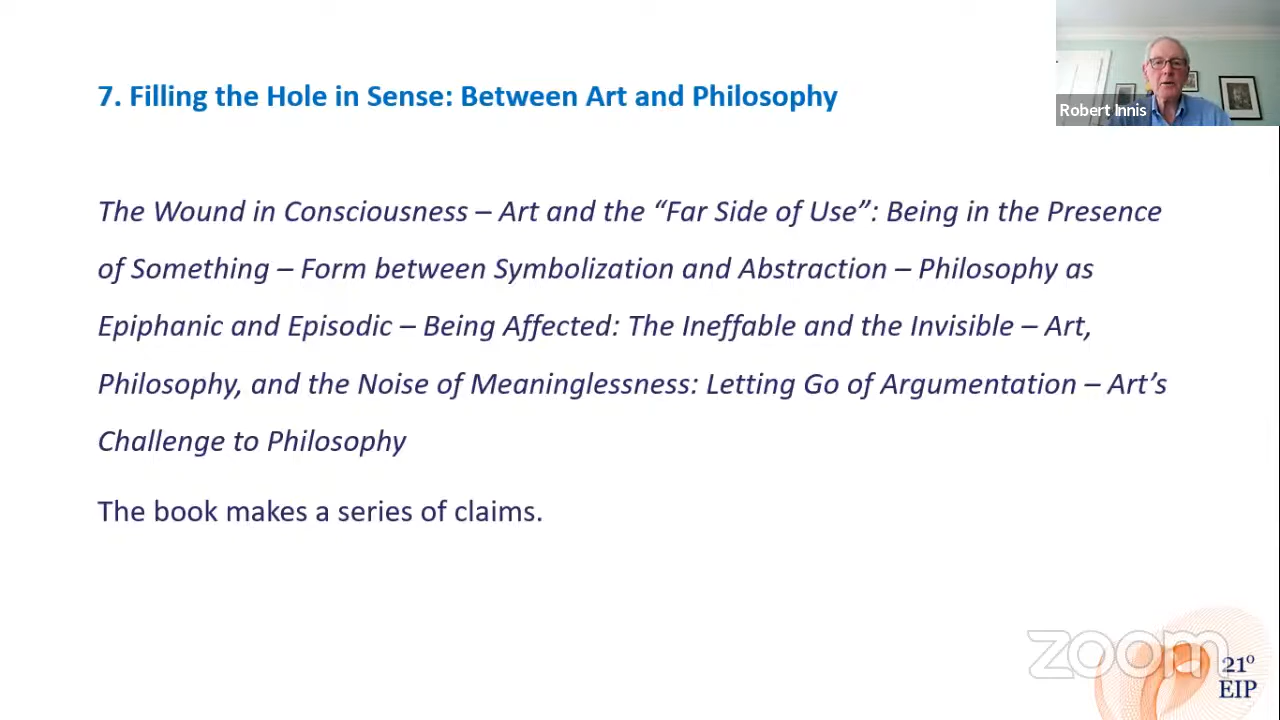 7. Filling the Hole in Sense: Between Art and Philosophy
Robert Innis
The Wound in Consciousness – Art and the “Far Side of Use”: Being in the Presence
of Something – Form between Symbolization and Abstraction – Philosophy as
Epiphanic and Episodic – Being Affected: The Ineffable and the Invisible – Art,
Philosophy, and the Noise of Meaninglessness: Letting Go of Argumentation – Art’s
Challenge to Philosophy
The book makes a series of claims.
zoom
21º
EIP